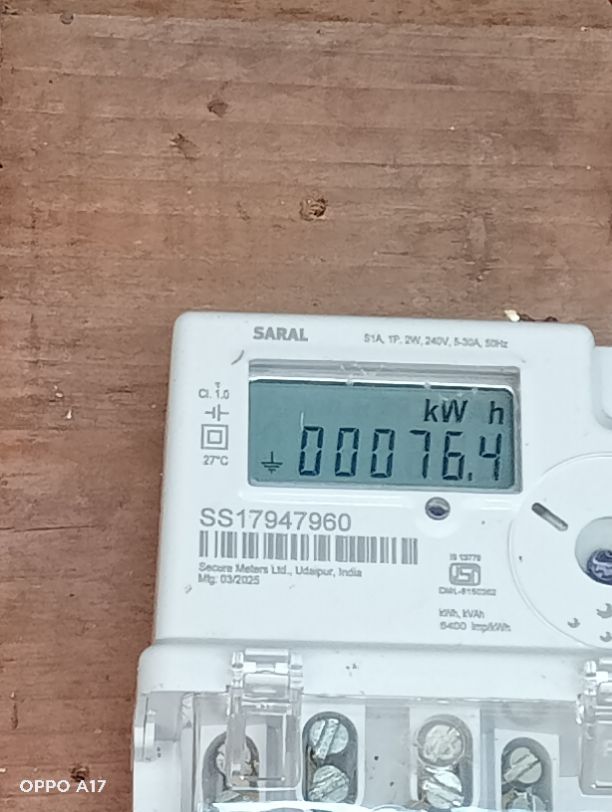 SARAL
S1A, 1P, 2W, 240V, 5-30A, 50Hz
Cl. 1.0
kW h
00076.4
27°C
SS17947960
Secure Meters Ltd., Udaipur, India
Mfg. 03/2025
IS 13779
kWh, kVAh
6400 imp/kWh
OPPO A17